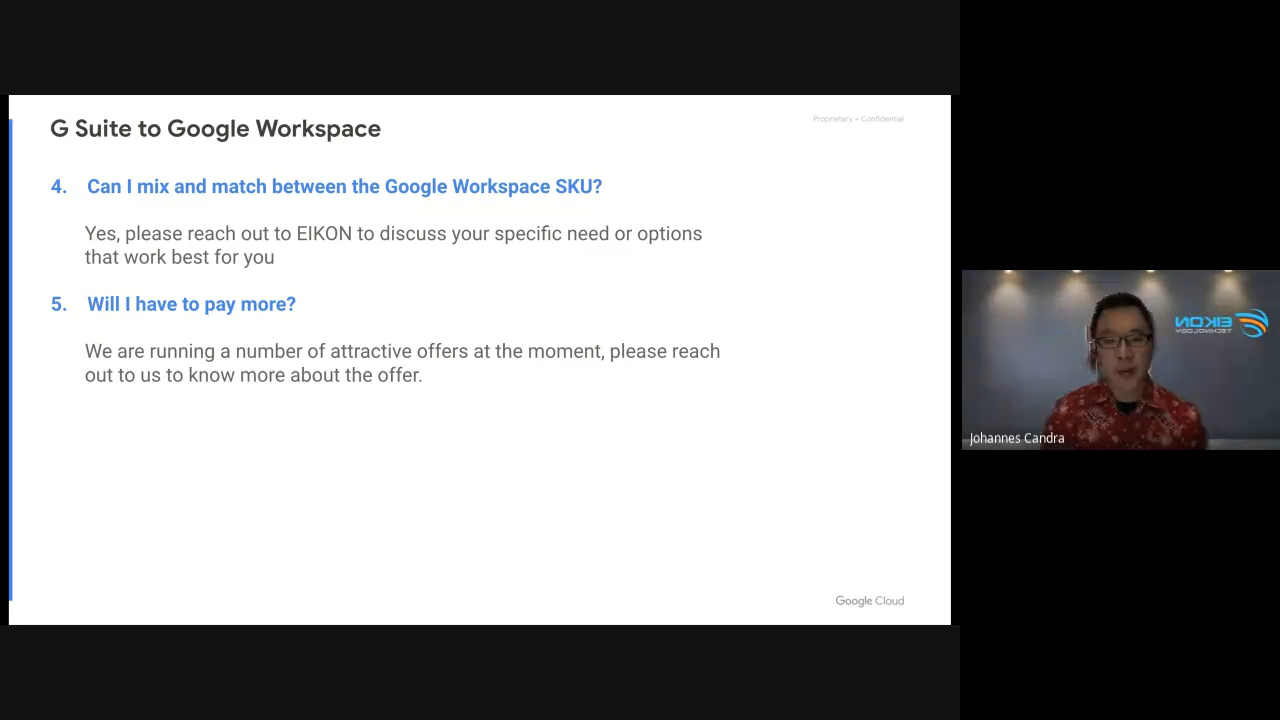 G Suite to Google Workspace
Proprietary + Confidential
4. Can I mix and match between the Google Workspace SKU?
Yes, please reach out to EIKON to discuss your specific need or options
that work best for you
5. Will I have to pay more?
We are running a number of attractive offers at the moment, please reach
out to us to know more about the offer.
Google Cloud
EIKON
TECHNOLOGY
Johannes Candra